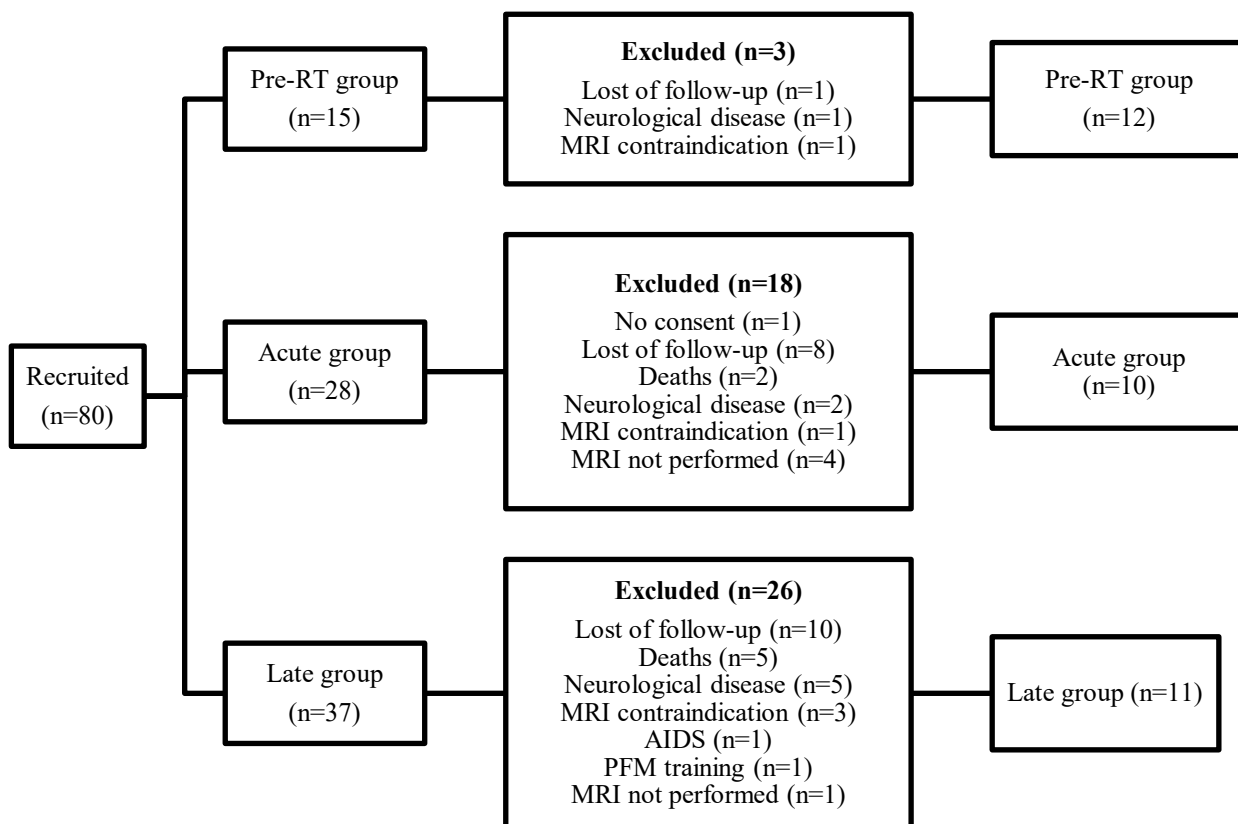 Recruited
(n=80)
Pre-RT group
(n=15)
Excluded (n=3)
Lost of follow-up (n=1)
Neurological disease (n=1)
MRI contraindication (n=1)
Pre-RT group
(n=12)
Acute group
(n=28)
Excluded (n=18)
No consent (n=1)
Lost of follow-up (n=8)
Deaths (n=2)
Neurological disease (n=2)
MRI contraindication (n=1)
MRI not performed (n=4)
Acute group
(n=10)
Late group
(n=37)
Excluded (n=26)
Lost of follow-up (n=10)
Deaths (n=5)
Neurological disease (n=5)
MRI contraindication (n=3)
AIDS (n=1)
PFM training (n=1)
MRI not performed (n=1)
Late group (n=11)